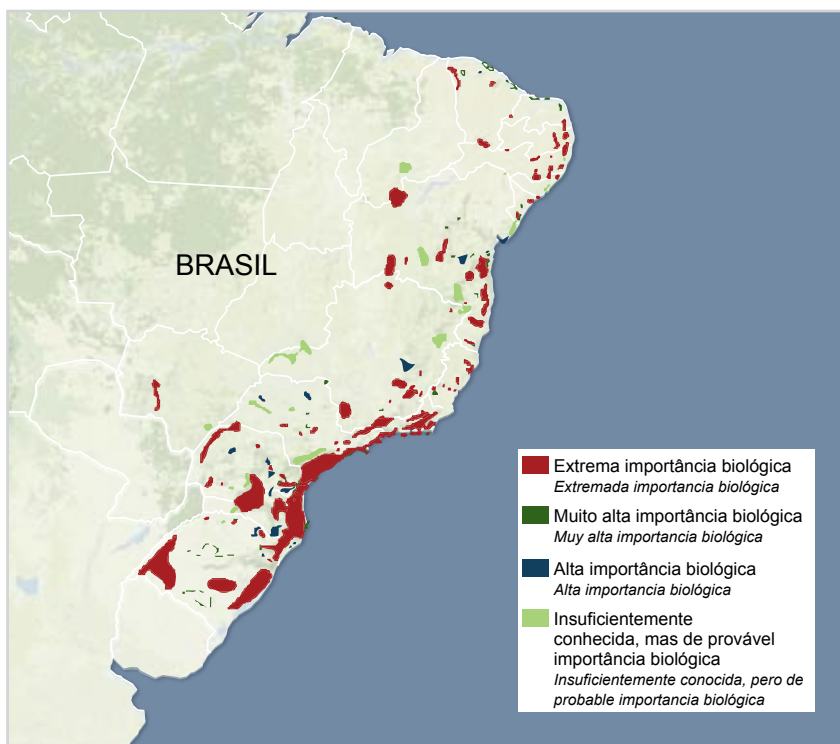 BRASIL
Extrema importância biológica
Extremada importancia biológica
Muito alta importância biológica
Muy alta importancia biológica
Alta importância biológica
Alta importancia biológica
Insuficientemente
conhecida, mas de provável
importância biológica
Insuficientemente conocida, pero de
probable importancia biológica